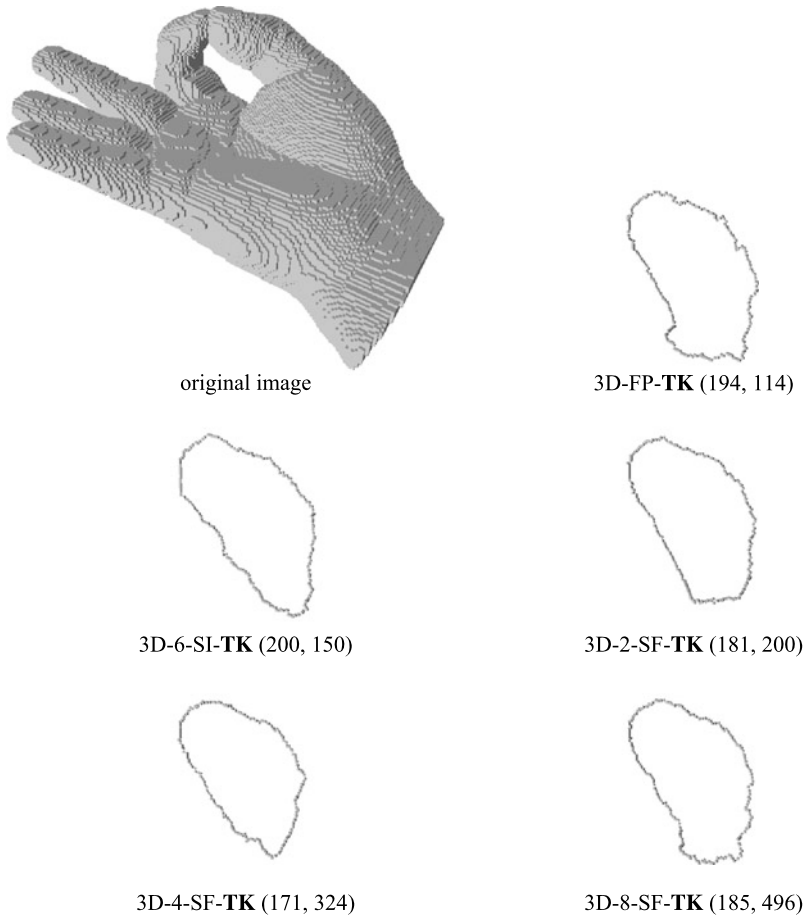 original image
3D-FP-TK (194, 114)
3D-6-SI-TK (200, 150)
3D-2-SF-TK (181, 200)
3D-4-SF-TK (171, 324)
3D-8-SF-TK (185, 496)